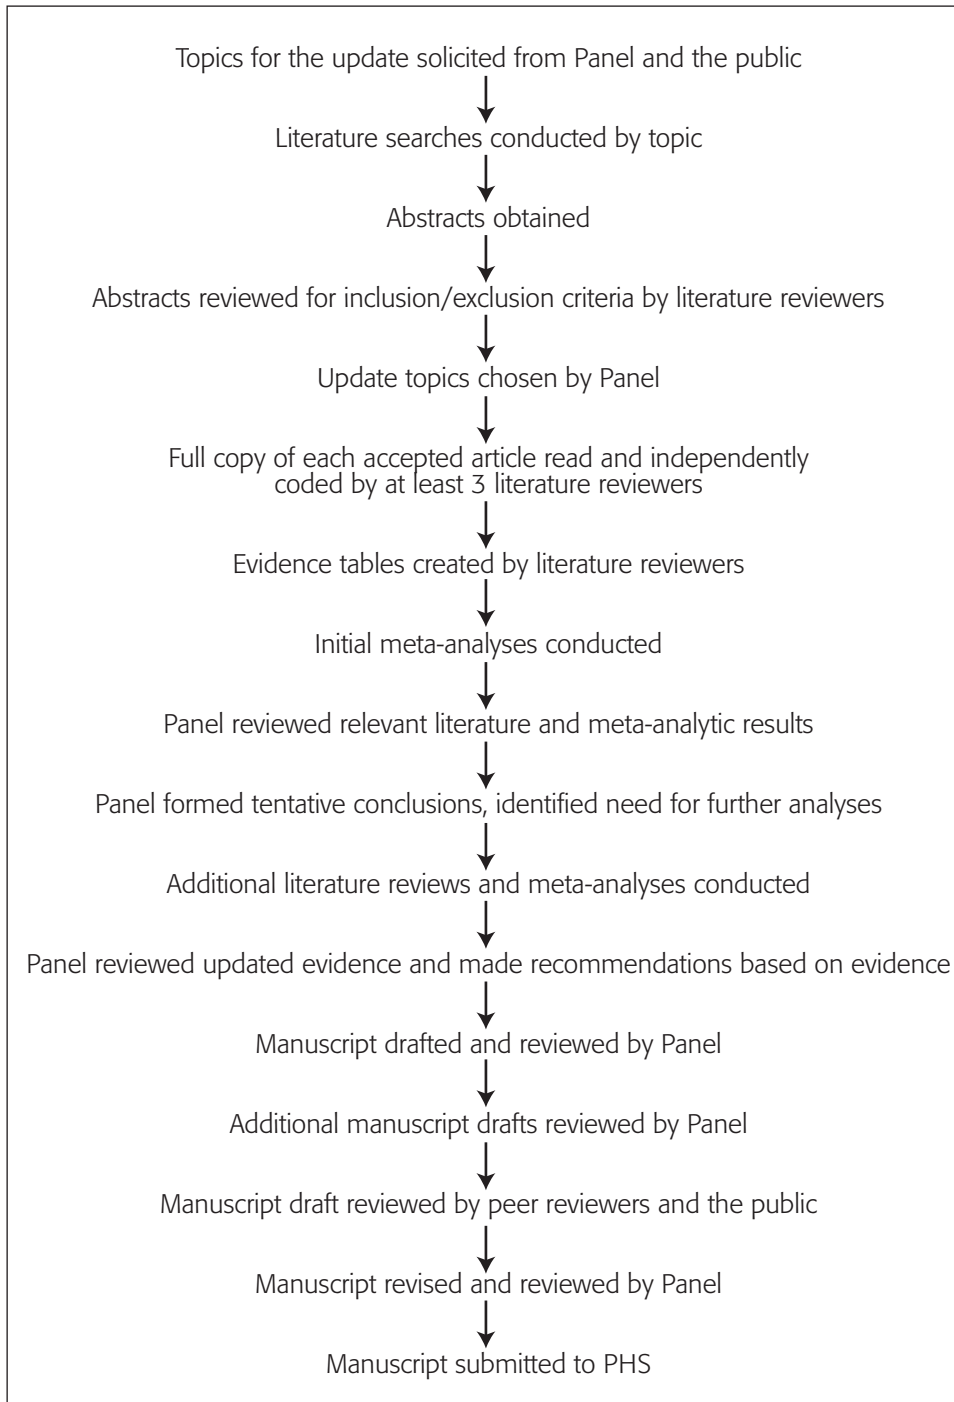 Topics for the update solicited from Panel and the public
Literature searches conducted by topic
Abstracts obtained
Abstracts reviewed for inclusion/exclusion criteria by literature reviewers
Update topics chosen by Panel
Full copy of each accepted article read and independently
coded by at least 3 literature reviewers
Evidence tables created by literature reviewers
Initial meta-analyses conducted
Panel reviewed relevant literature and meta-analytic results
Panel formed tentative conclusions, identified need for further analyses
Additional literature reviews and meta-analyses conducted
Panel reviewed updated evidence and made recommendations based on evidence
Manuscript drafted and reviewed by Panel
Additional manuscript drafts reviewed by Panel
Manuscript draft reviewed by peer reviewers and the public
Manuscript revised and reviewed by Panel
Manuscript submitted to PHS